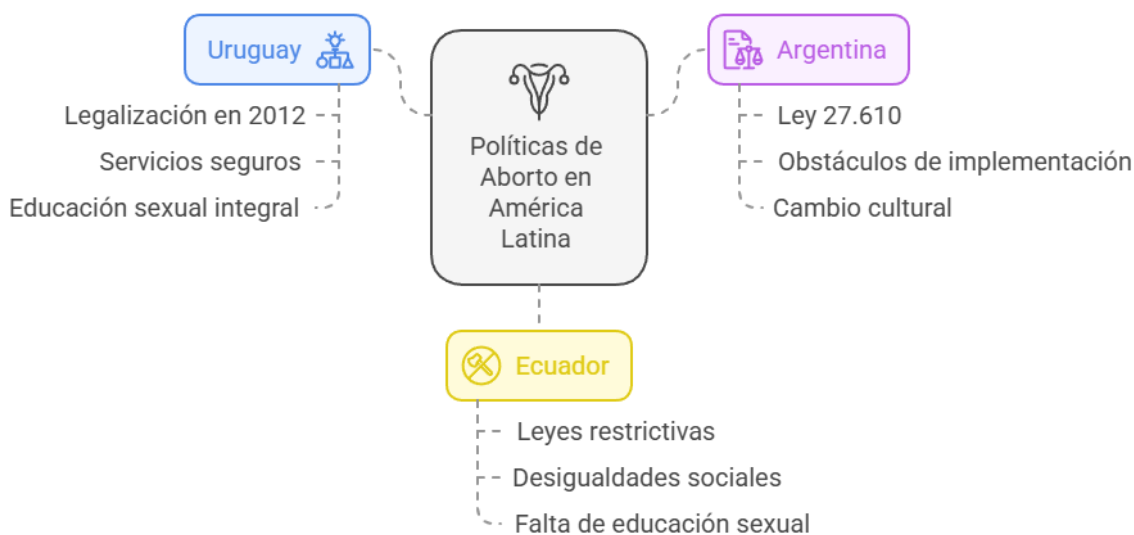 Uruguay
Legalización en 2012
Servicios seguros
Educación sexual integral
Políticas de
Aborto en
América
Latina
Argentina
Ley 27.610
Obstáculos de implementación
Cambio cultural
Ecuador
Leyes restrictivas
Desigualdades sociales
Falta de educación sexual